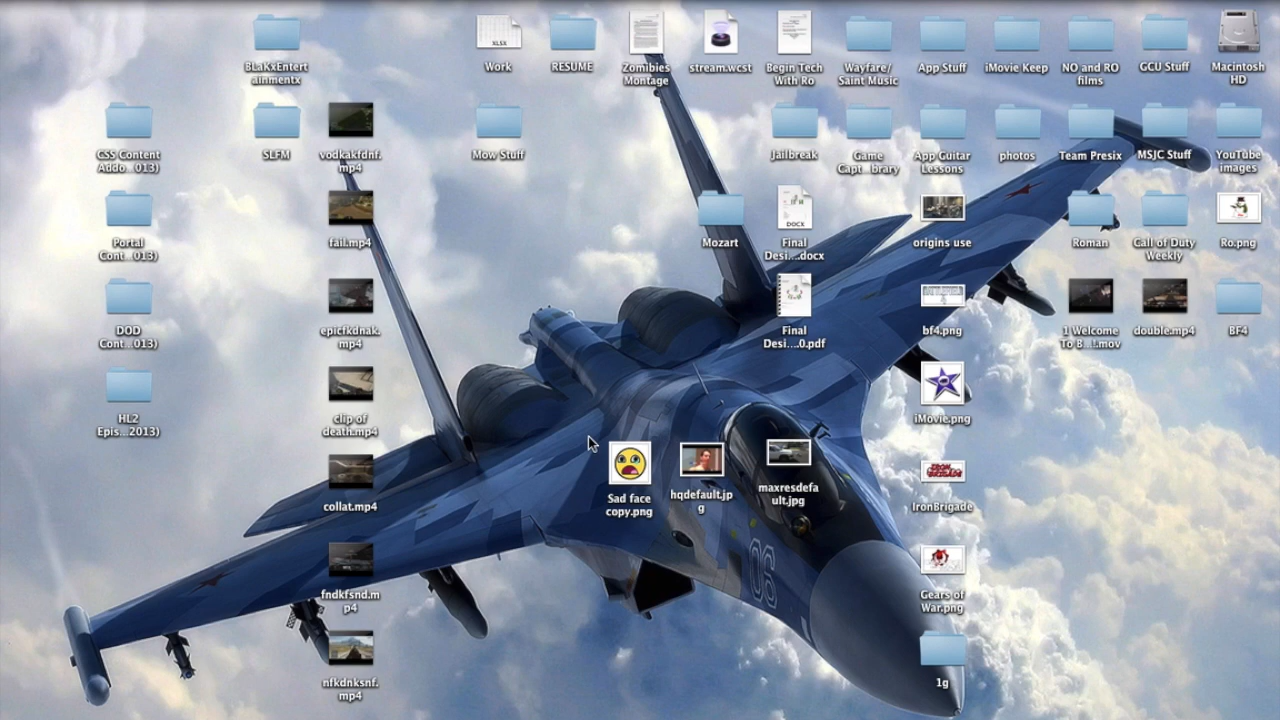 BLaKxEntert
ainmentx
Work
RESUME
Zomibies
Montage
stream.wcst
Begin Tech
With Ro
Wayfare/
Saint Music
App Stuff
iMovie Keep
NO and RO
films
GCU Stuff
Macintosh
HD
XLSX
CSS Content
Addo...013)
SLFM
vodkakfdnf.
mp4
Mow Stuff
Jailbreak
Game
Capt...brary
App Guitar
Lessons
photos
Team Presix
MSJC Stuff
YouTube
images
Portal
Cont...013)
fail.mp4
Mozart
DOCX
Final
Desi....docx
origins use
Roman
Call of Duty
Weekly
Ro.png
DOD
Cont...013)
epicfkdnak.
mp4
Final
Desi....0.pdf
bf4.png
1 Welcome
To B...!.mov
double.mp4
BF4
HL2
Epis...2013)
clip of
death.mp4
iMovie.png
collat.mp4
Sad face
copy.png
hqdefault.jp
g
maxresdefa
ult.jpg
IRON
BRIGADE
IronBrigade
06
fndkfsnd.m
p4
Gears of
War.png
nfkdnksnf.
mp4
1g